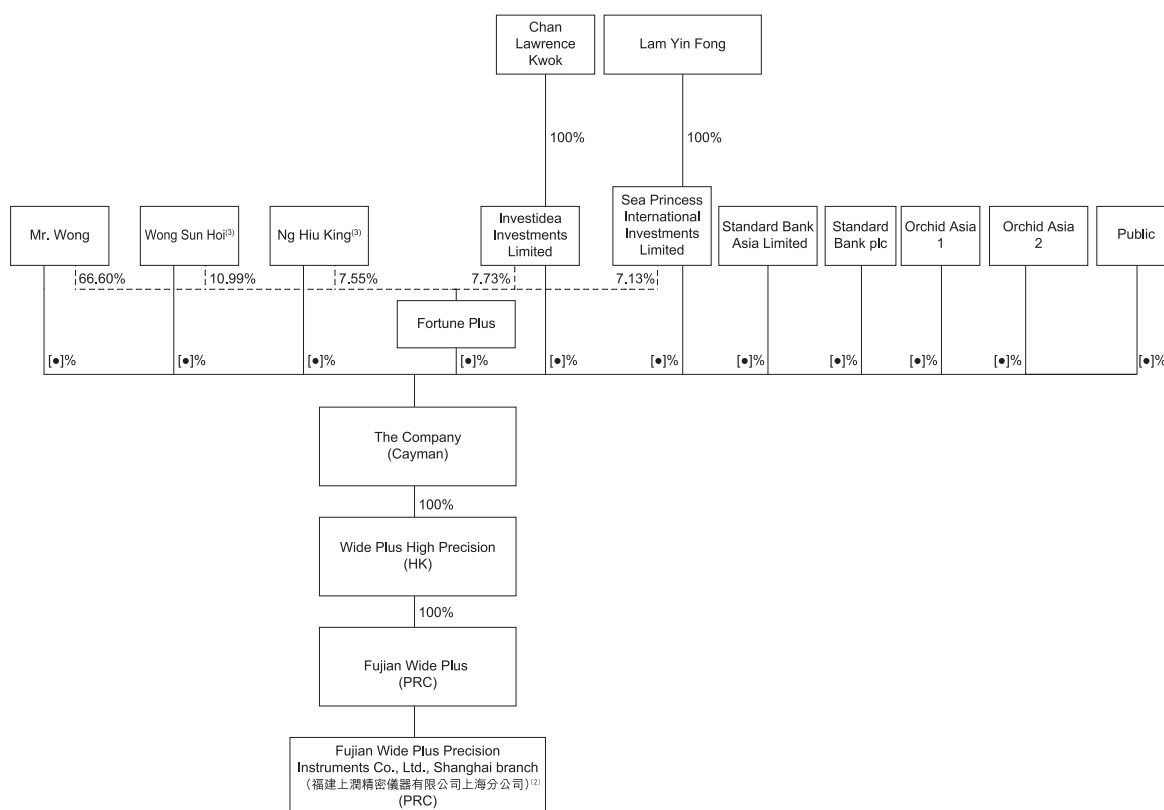 Chan
Lawrence
Kwok
Lam Yin Fong
100%
100%
Mr. Wong
Wong Sun Hoi(3)
Ng Hiu King(3)
Investidea
Investments
Limited
Sea Princess
International
Investments
Limited
Standard Bank
Asia Limited
Standard
Bank plc
Orchid Asia
1
Orchid Asia
2
Public
66.60%
10.99%
7.55%
7.73%
7.13%
Fortune Plus
[●]%
[●]%
[●]%
[●]%
[●]%
[●]%
[●]%
[●]%
[●]%
[●]%
[●]%
The Company
(Cayman)
100%
Wide Plus High Precision
(HK)
100%
Fujian Wide Plus
(PRC)
Fujian Wide Plus Precision
Instruments Co., Ltd., Shanghai branch
(福建上潤精密儀器有限公司上海分公司)(2)
(PRC)